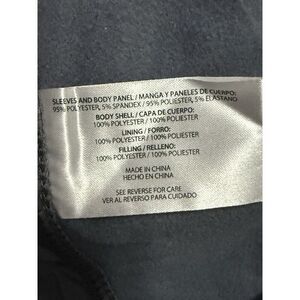 SLEEVES AND BODY PANEL / MANGA Y PANELES DE CUERPO:
95% POLYESTER, 5% SPANDEX / 95% POLIESTER, 5% ELASTANO
BODY SHELL / CAPA DE CUERPO:
100% POLYESTER / 100% POLIESTER
LINING / FORRO:
100% POLYESTER / 100% POLIESTER
FILLING / RELLENO:
100% POLYESTER / 100% POLIESTER
MADE IN CHINA
HECHO EN CHINA
SEE REVERSE FOR CARE
VER AL REVERSO PARA CUIDADO